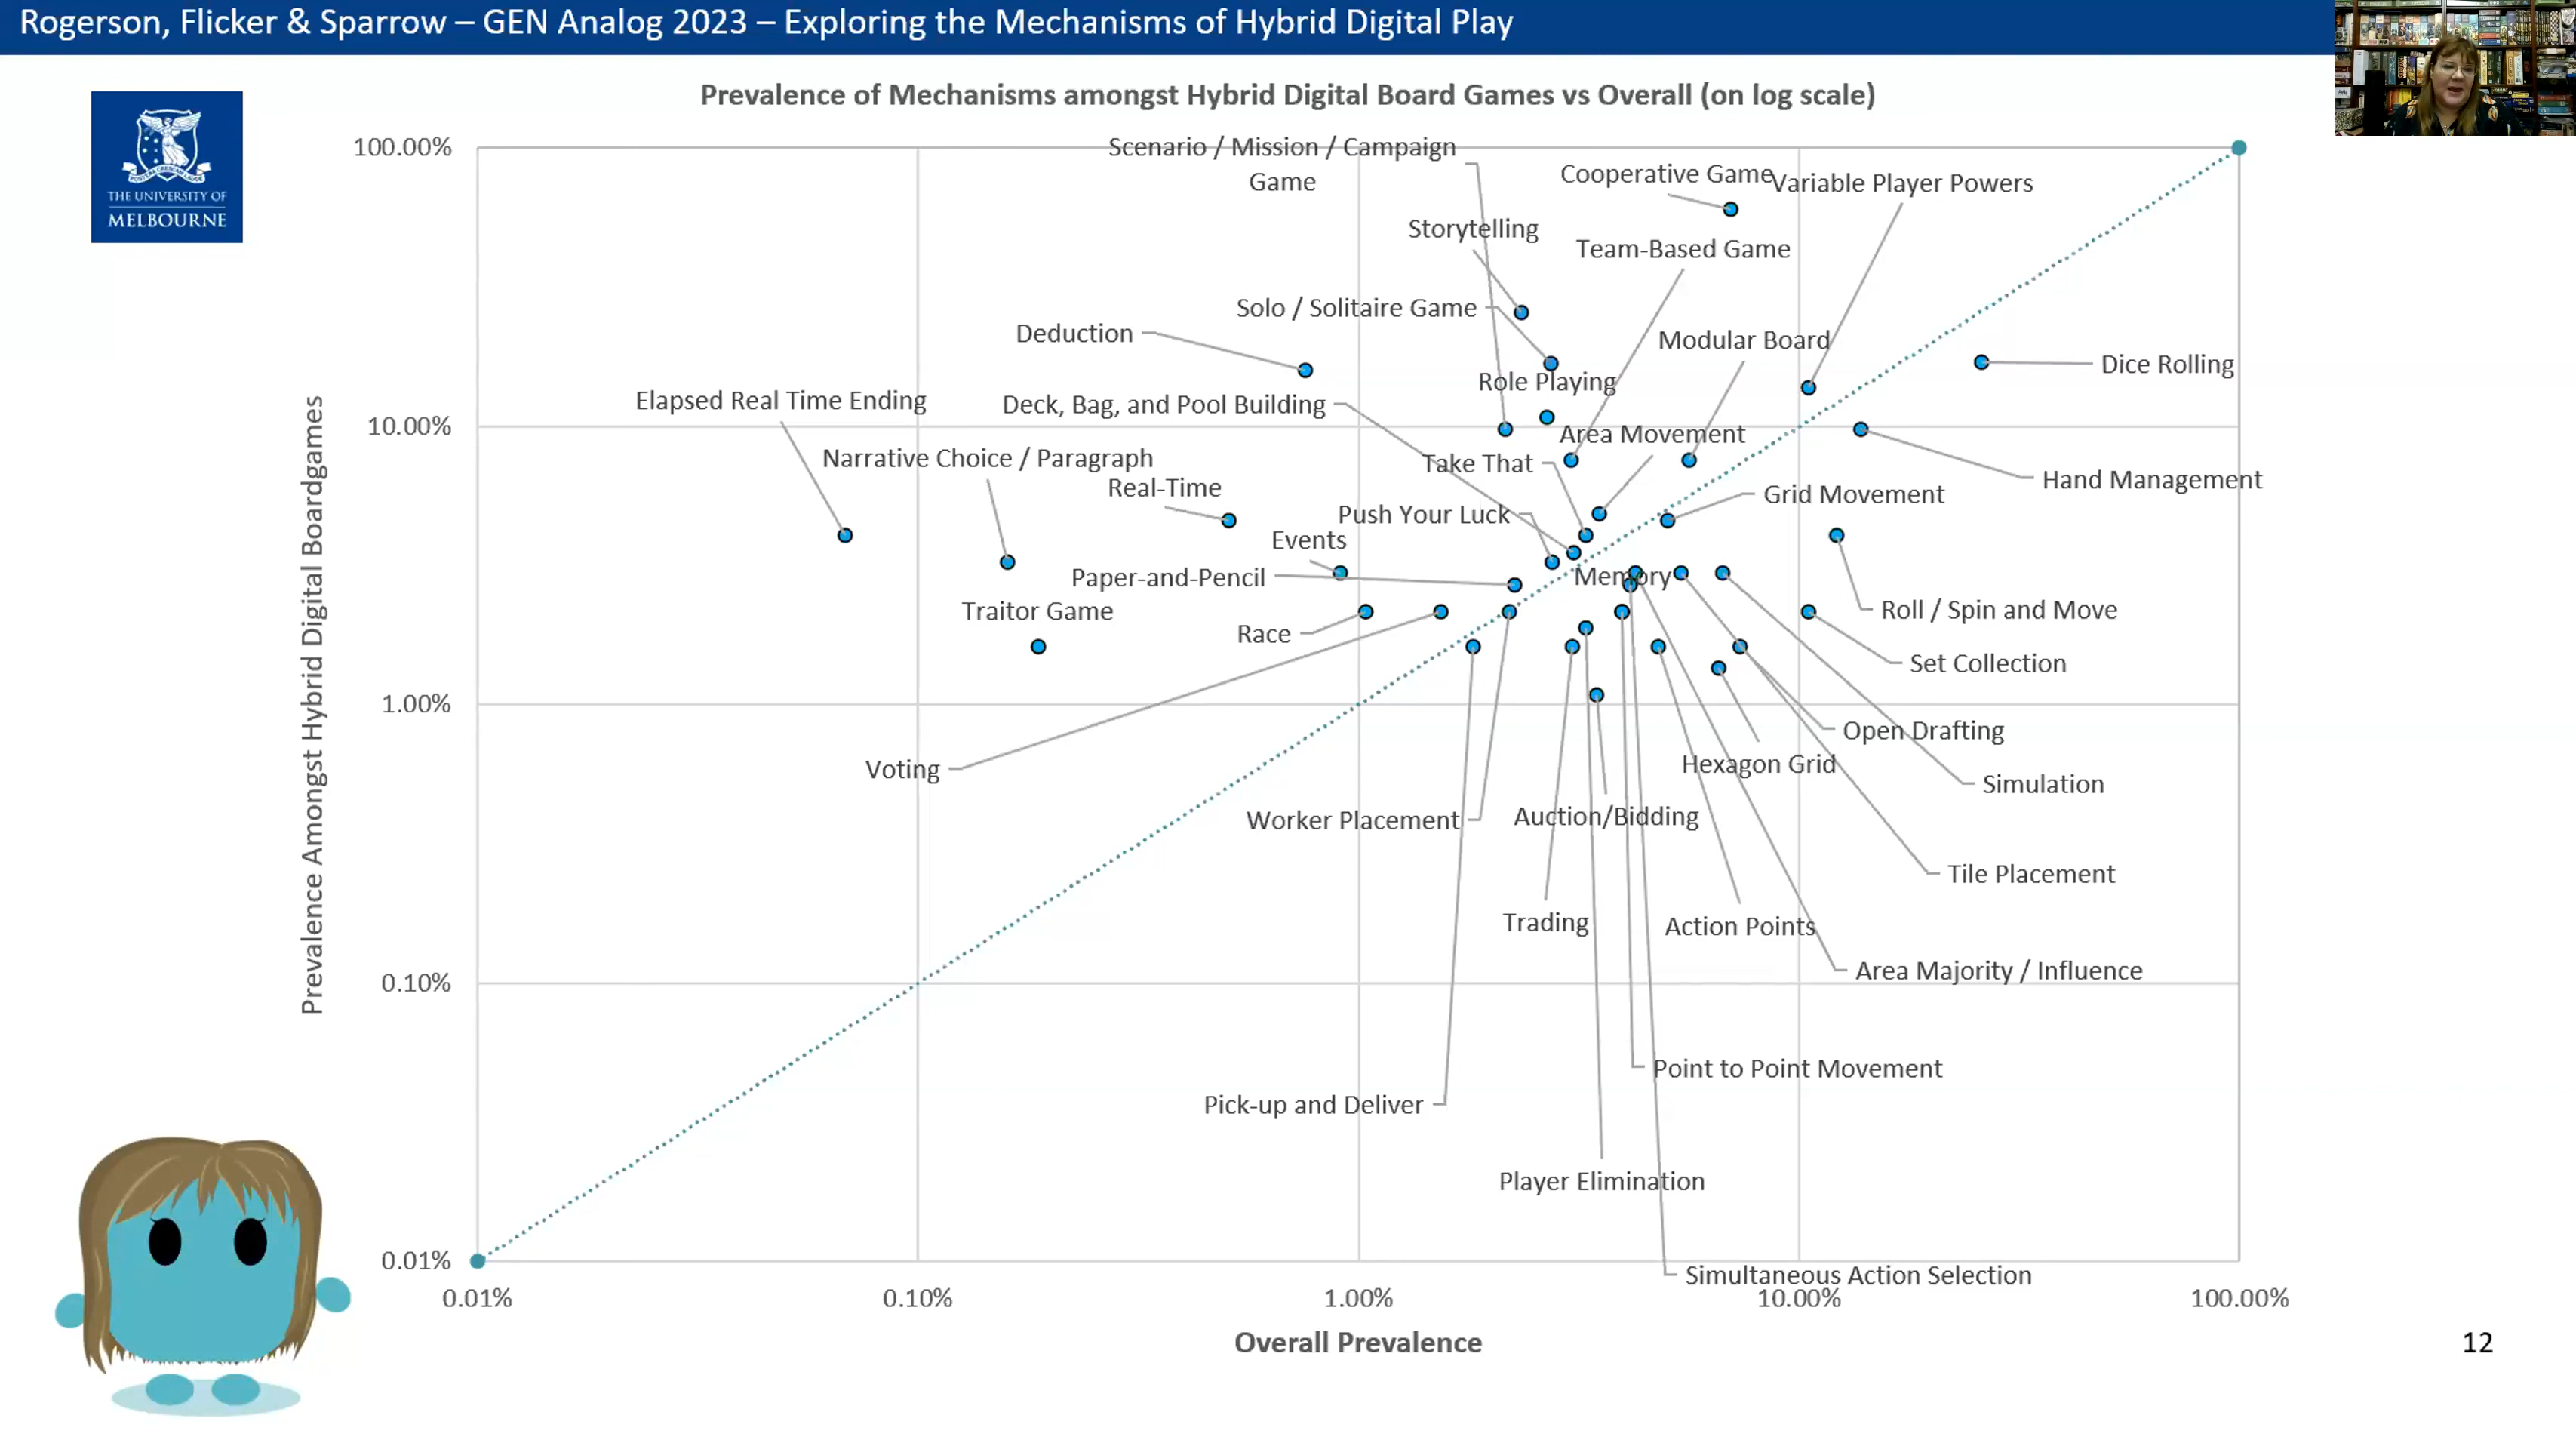 Rogerson, Flicker & Sparrow – GEN Analog 2023 – Exploring the Mechanisms of Hybrid Digital Play
THE UNIVERSITY OF
MELBOURNE
Prevalence of Mechanisms amongst Hybrid Digital Board Games vs Overall (on log scale)
Prevalence Amongst Hybrid Digital Boardgames
100.00%
10.00%
1.00%
0.10%
0.01%
Scenario / Mission / Campaign
Game
Cooperative Game
Variable Player Powers
Storytelling
Team-Based Game
Solo / Solitaire Game
Deduction
Modular Board
Dice Rolling
Role Playing
Elapsed Real Time Ending
Deck, Bag, and Pool Building
Area Movement
Narrative Choice / Paragraph
Take That
Hand Management
Real-Time
Grid Movement
Push Your Luck
Events
Paper-and-Pencil
Memory
Traitor Game
Roll / Spin and Move
Race
Set Collection
Open Drafting
Voting
Hexagon Grid
Simulation
Worker Placement
Auction/Bidding
Tile Placement
Trading
Action Points
Area Majority / Influence
Point to Point Movement
Pick-up and Deliver
Player Elimination
Simultaneous Action Selection
0.01%
0.10%
1.00%
10.00%
100.00%
Overall Prevalence
12